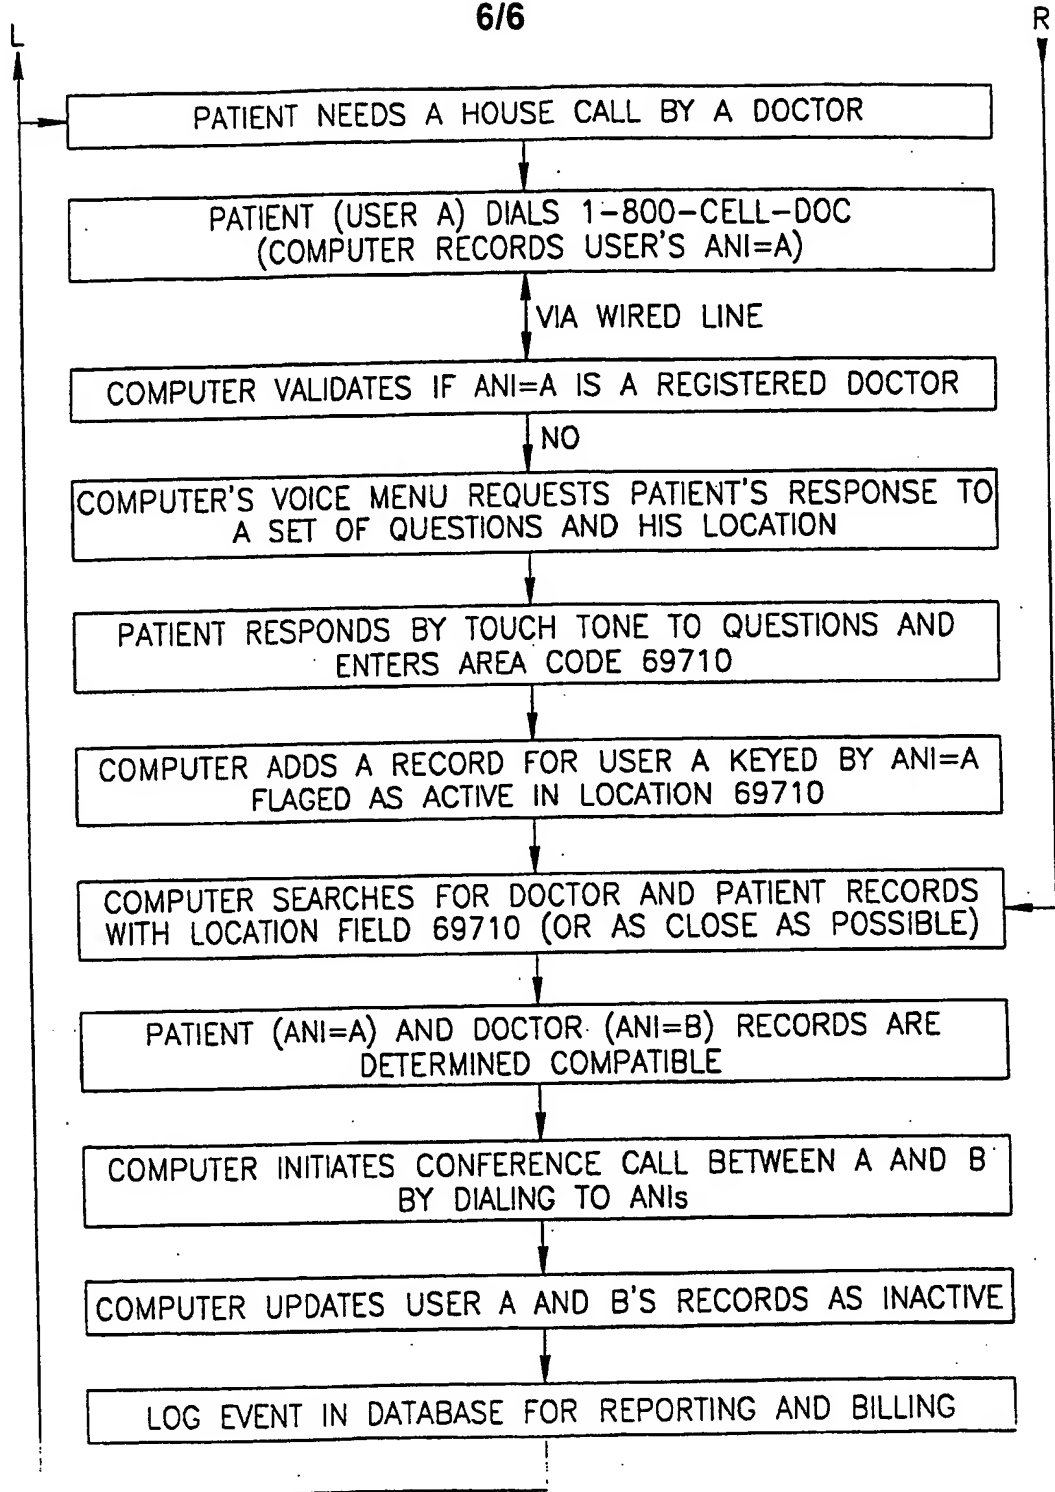 6/6
L
R
PATIENT NEEDS A HOUSE CALL BY A DOCTOR
PATIENT (USER A) DIALS 1-800-CELL-DOC
(COMPUTER RECORDS USER'S ANI=A)
VIA WIRED LINE
COMPUTER VALIDATES IF ANI=A IS A REGISTERED DOCTOR
NO
COMPUTER'S VOICE MENU REQUESTS PATIENT'S RESPONSE TO
A SET OF QUESTIONS AND HIS LOCATION
PATIENT RESPONDS BY TOUCH TONE TO QUESTIONS AND
ENTERS AREA CODE 69710
COMPUTER ADDS A RECORD FOR USER A KEYED BY ANI=A
FLAGED AS ACTIVE IN LOCATION 69710
COMPUTER SEARCHES FOR DOCTOR AND PATIENT RECORDS
WITH LOCATION FIELD 69710 (OR AS CLOSE AS POSSIBLE)
PATIENT (ANI=A) AND DOCTOR (ANI=B) RECORDS ARE
DETERMINED COMPATIBLE
COMPUTER INITIATES CONFERENCE CALL BETWEEN A AND B
BY DIALING TO ANIs
COMPUTER UPDATES USER A AND B'S RECORDS AS INACTIVE
LOG EVENT IN DATABASE FOR REPORTING AND BILLING